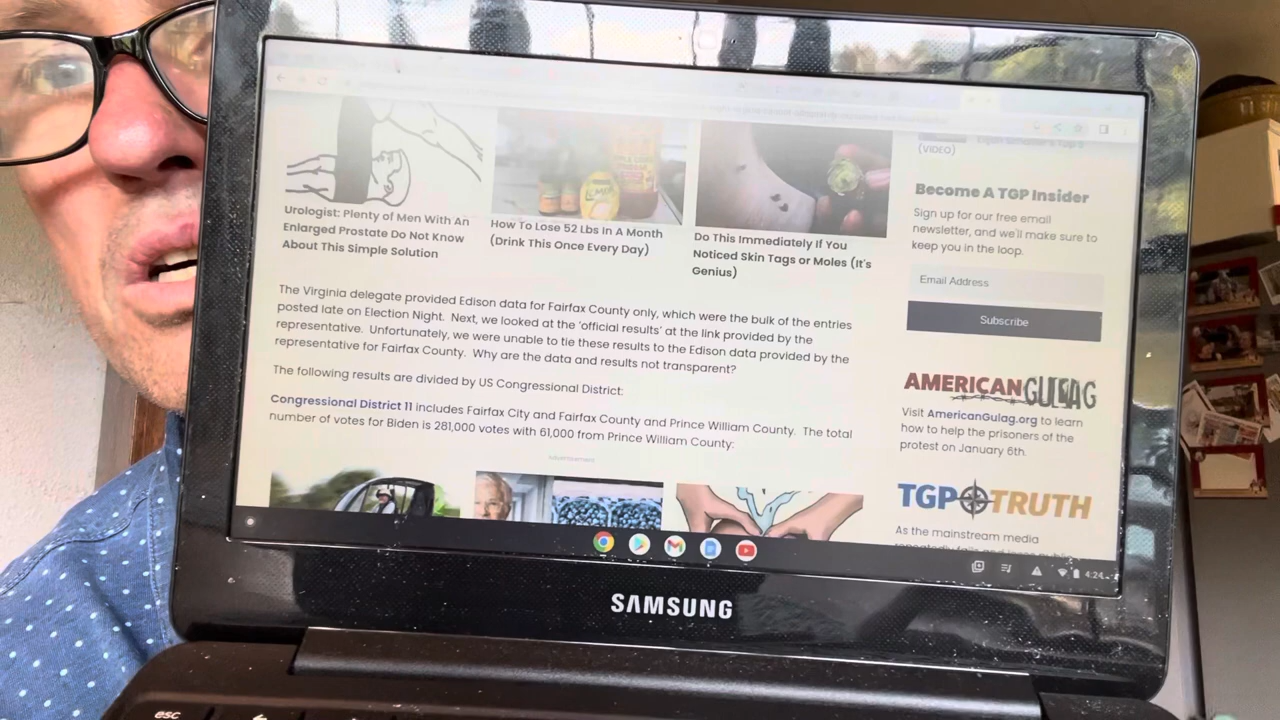 Urologist: Plenty of Men With An
Enlarged Prostate Do Not Know
About This Simple Solution
How To Lose 52 Lbs In A Month
(Drink This Once Every Day)
Do This Immediately If You
Noticed Skin Tags or Moles (It's
Genius)
The Virginia delegate provided Edison data for Fairfax County only, which were the bulk of the entries
posted late on Election Night. Next, we looked at the 'official results' at the link provided by the
representative. Unfortunately, we were unable to tie these results to the Edison data provided by the
representative for Fairfax County. Why are the data and results not transparent?
The following results are divided by US Congressional District:
Congressional District 11 includes Fairfax City and Fairfax County and Prince William County. The total
number of votes for Biden is 281,000 votes with 61,000 from Prince William County:
Advertisement
(VIDEO)
Become A TGP Insider
Sign up for our free email
newsletter, and we'll make sure to
keep you in the loop.
Email Address
Subscribe
AMERICAN GULAG
Visit AmericanGulag.org to learn
how to help the prisoners of the
protest on January 6th.
TGP TRUTH
As the mainstream media
4:24
SAMSUNG
esc